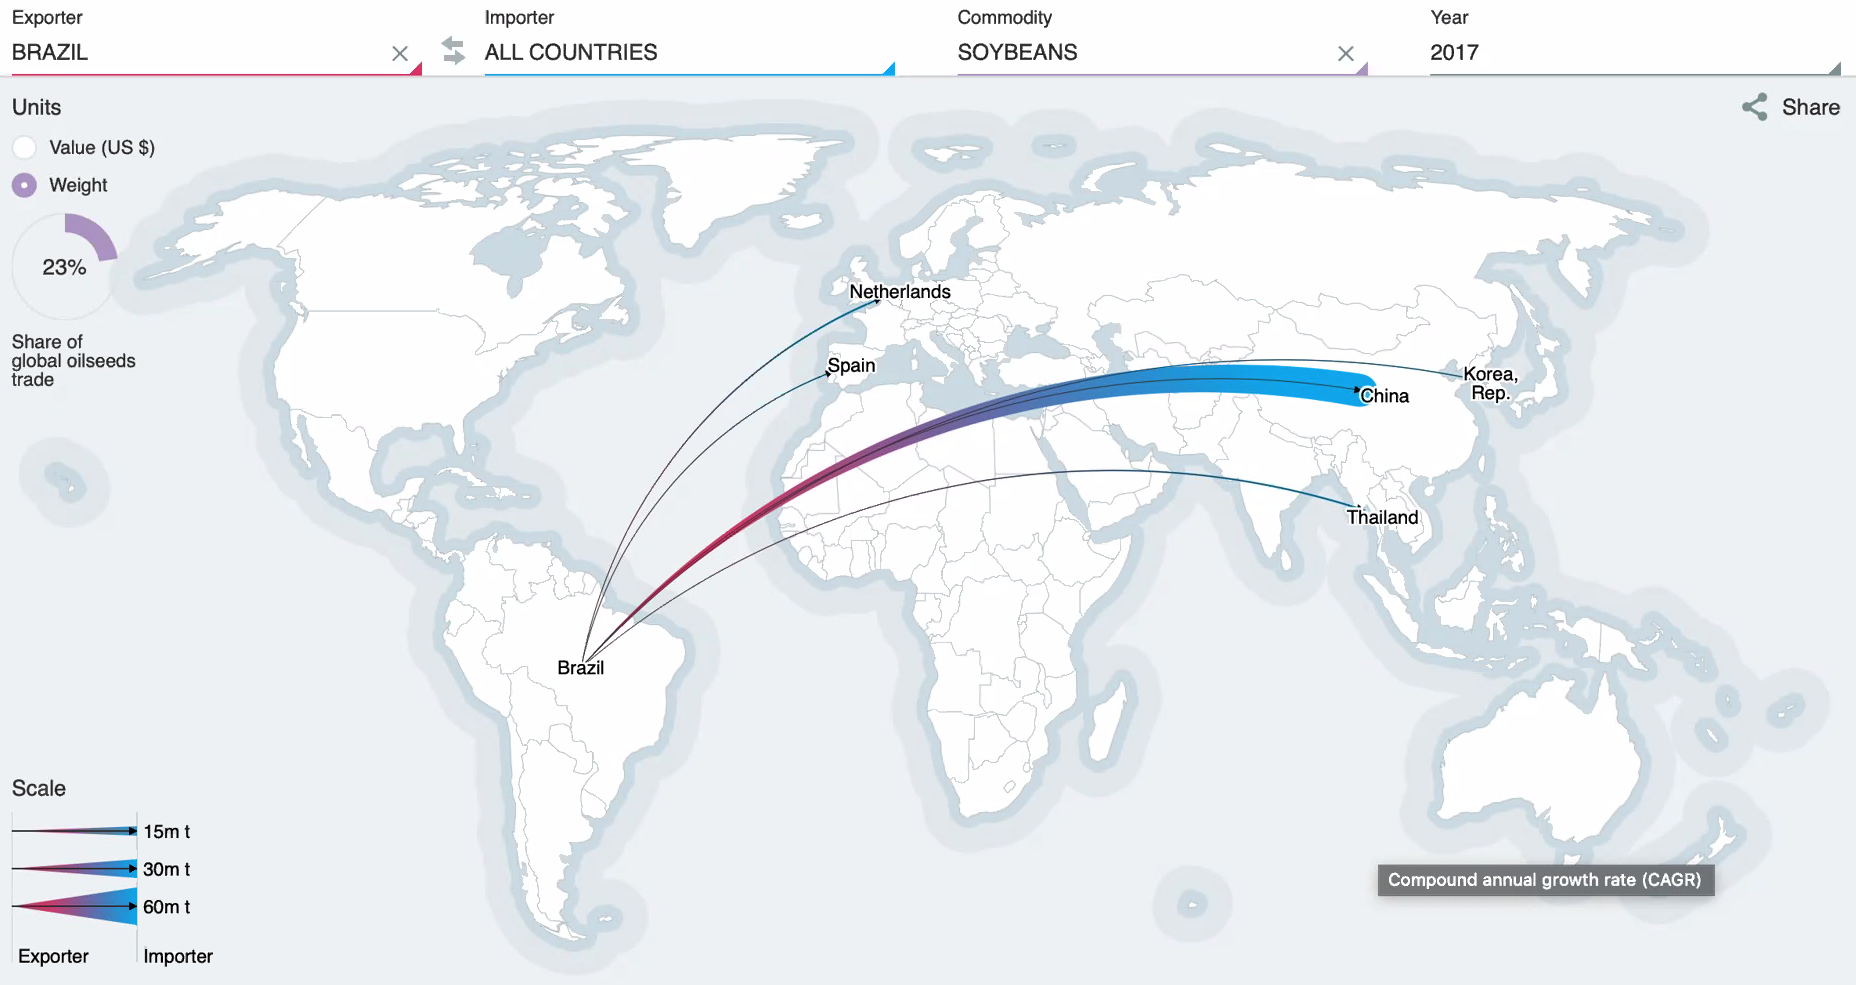 Exporter
BRAZIL
Importer
ALL COUNTRIES
Commodity
SOYBEANS
Year
2017
Units
Value (US $)
Weight
23%
Share of
global oilseeds
trade
Share
Netherlands
Spain
Korea,
Rep.
China
Thailand
Brazil
Scale
15m t
30m t
60m t
Exporter
Importer
Compound annual growth rate (CAGR)